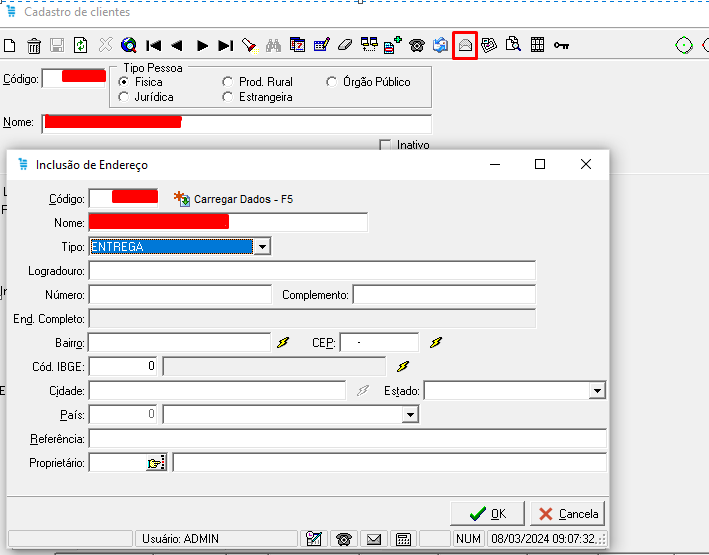 Cadastro de clientes
Código:
Tipo Pessoa
Fisica
Prod. Rural
Órgão Público
Jurídica
Estrangeira
Nome:
Inativo
Inclusão de Endereço
Código:
Carregar Dados - F5
Nome:
Tipo: ENTREGA
Logradouro:
Número:
Complemento:
End. Completo:
Bairro:
CEP: -
Cód. IBGE: 0
Cidade:
Estado:
País: 0
Referência:
Proprietário:
OK
Cancela
Usuário: ADMIN
NUM
08/03/2024 09:07:32